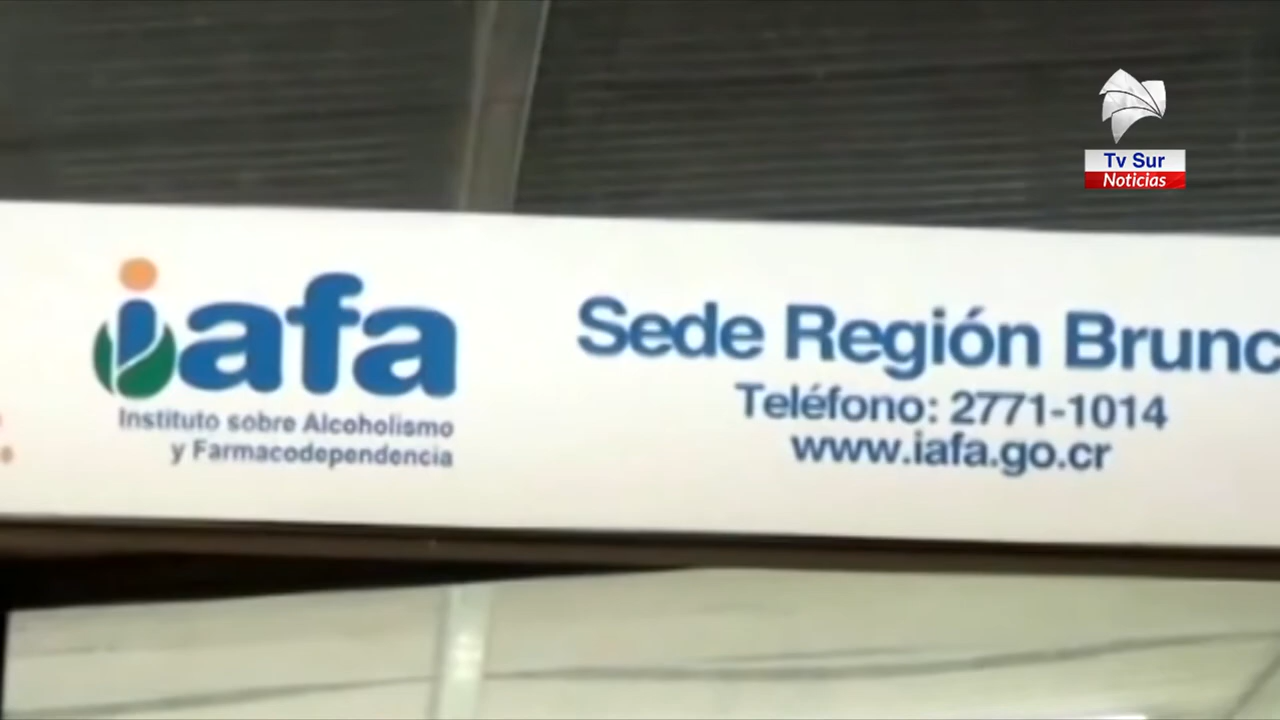 Tv Sur
Noticias
iafa
Instituto sobre Alcoholismo
y Farmacodependencia
Sede Región Brunc
Teléfono: 2771-1014
www.iafa.go.cr